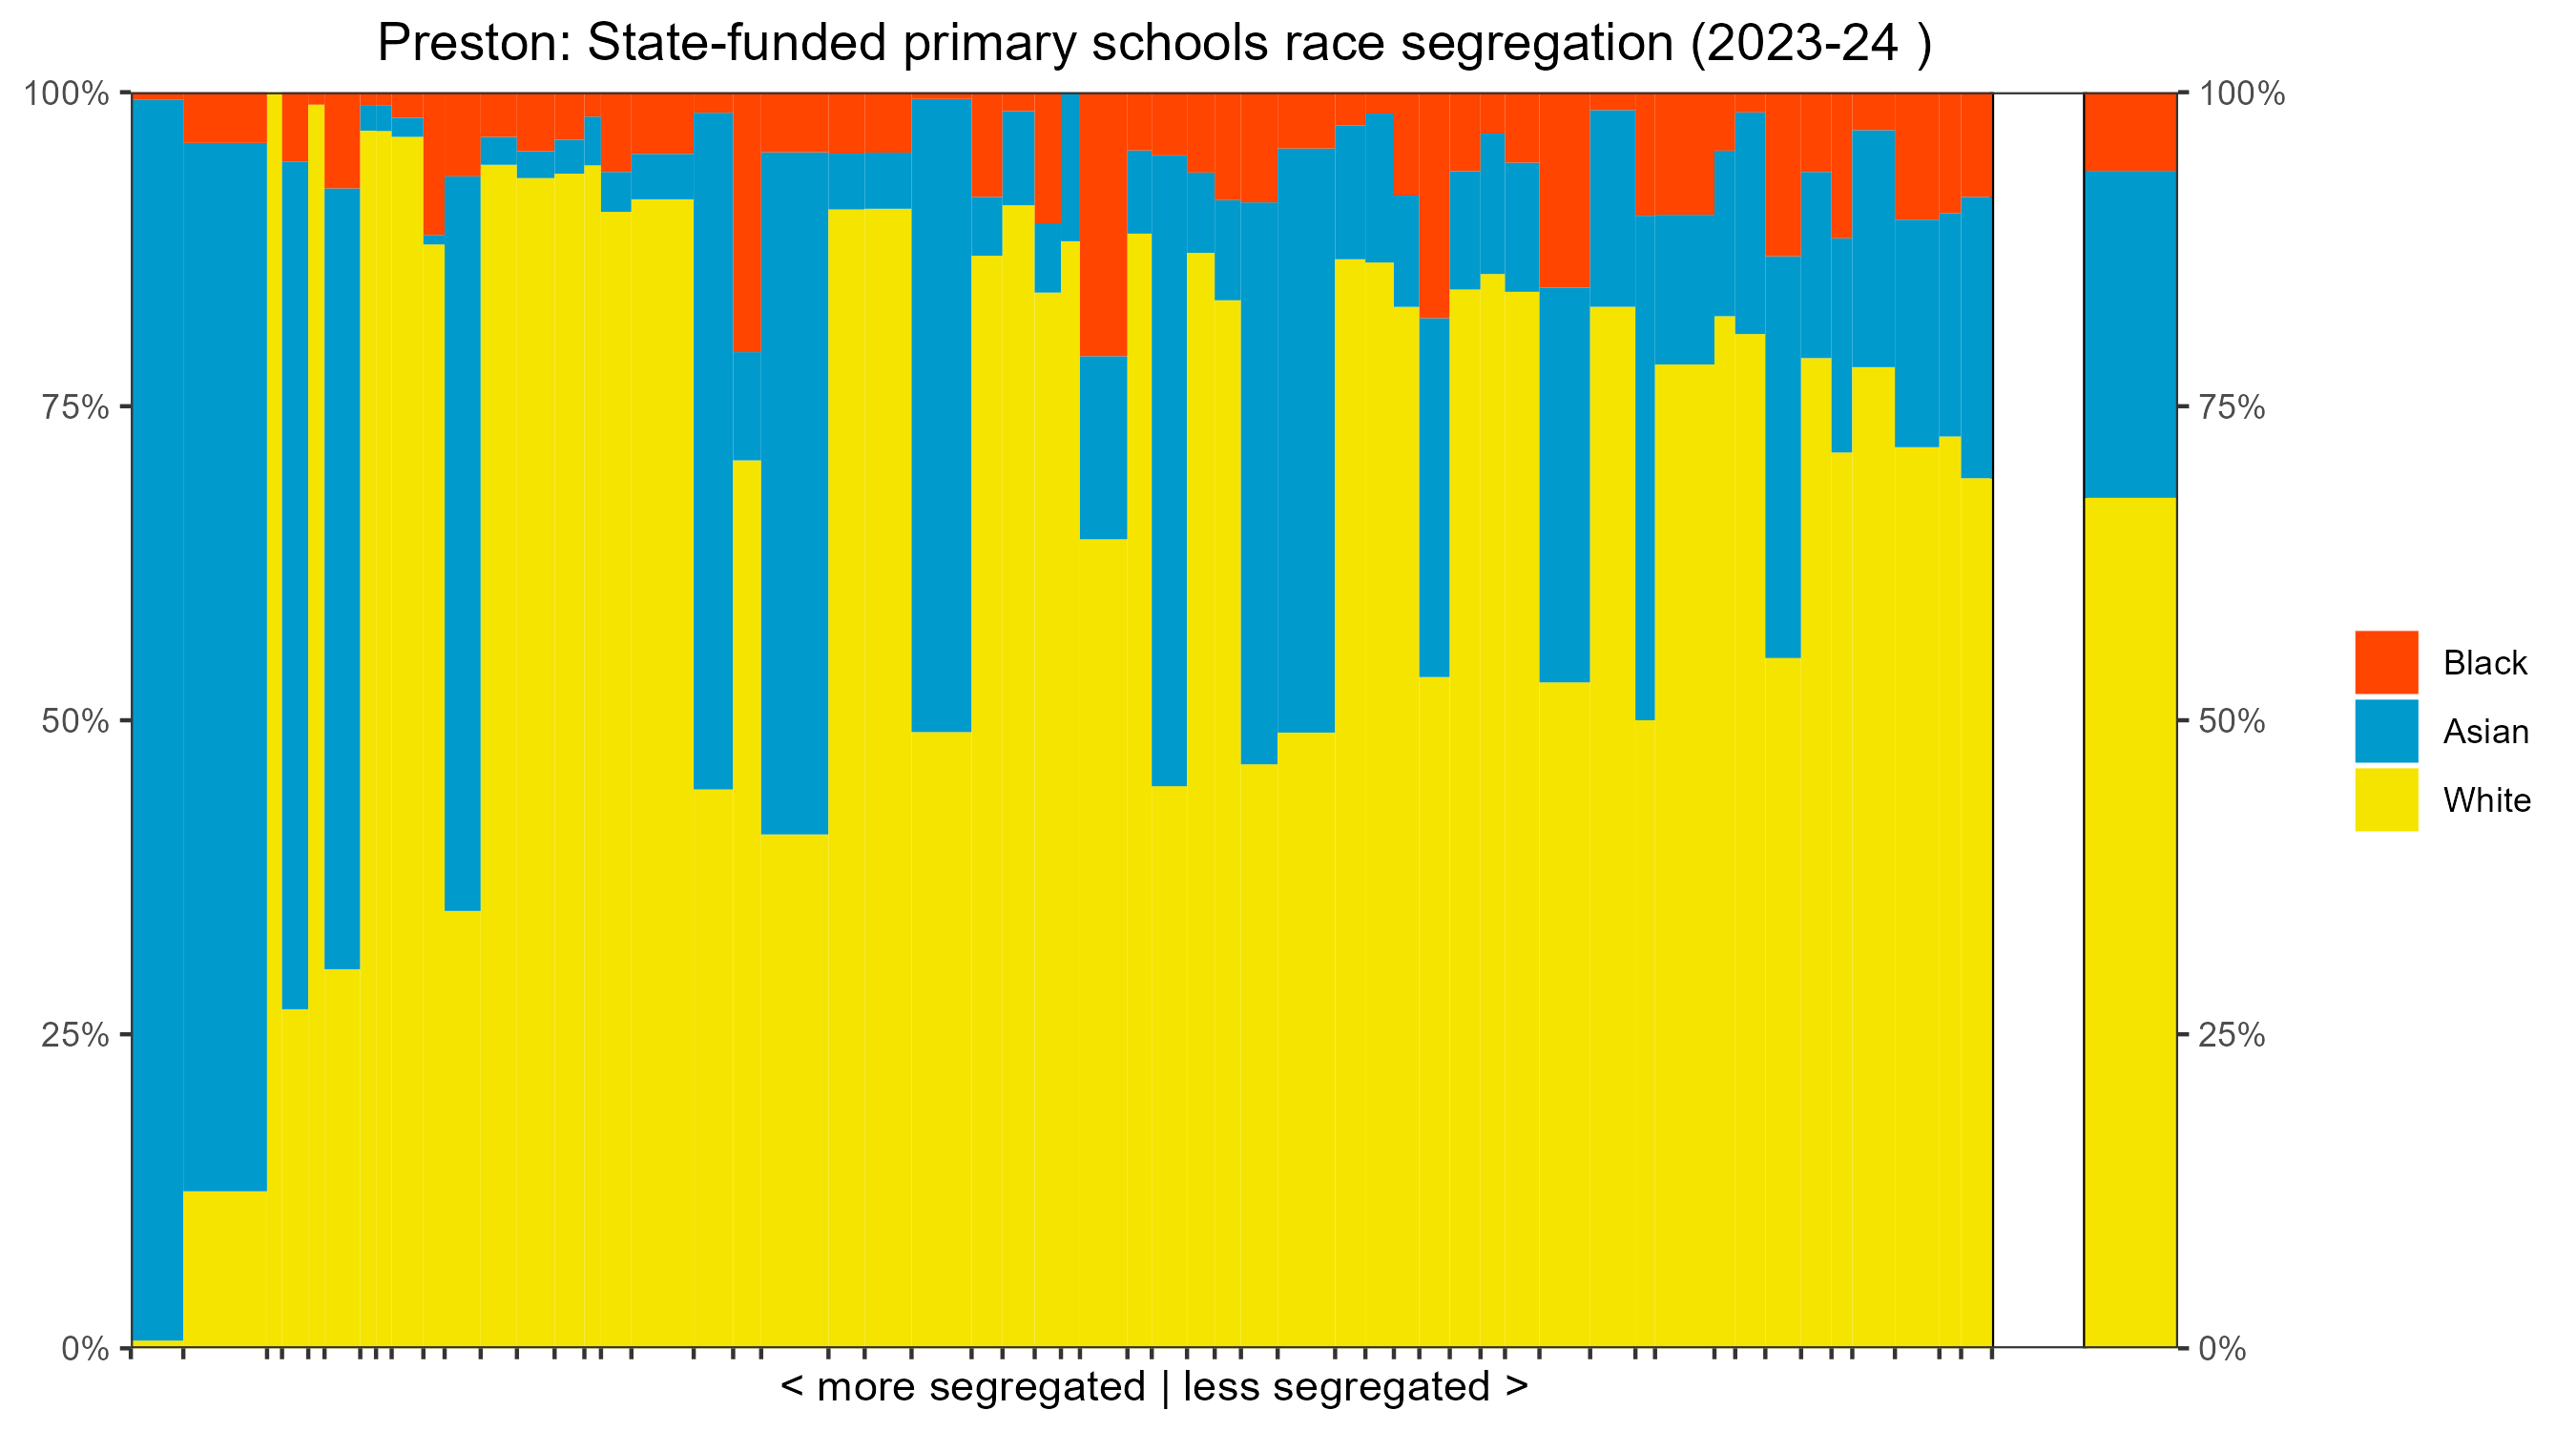 Preston: State-funded primary schools race segregation (2023-24 )
100%
75%
50%
25%
0%
100%
75%
50%
25%
0%
< more segregated | less segregated >
Black
Asian
White